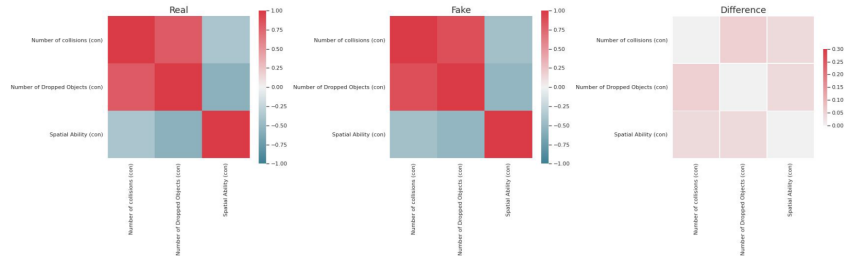 Real
Number of collisions (con)
Number of Dropped Objects (con)
Spatial Ability (con)
Number of collisions (con)
Number of Dropped Objects (con)
Spatial Ability (con)
1.00
0.75
0.50
0.25
0.00
−0.25
−0.50
−0.75
−1.00
Fake
Number of collisions (con)
Number of Dropped Objects (con)
Spatial Ability (con)
Number of collisions (con)
Number of Dropped Objects (con)
Spatial Ability (con)
1.00
0.75
0.50
0.25
0.00
−0.25
−0.50
−0.75
−1.00
Difference
Number of collisions (con)
Number of Dropped Objects (con)
Spatial Ability (con)
Number of collisions (con)
Number of Dropped Objects (con)
Spatial Ability (con)
0.30
0.25
0.20
0.15
0.10
0.05
0.00